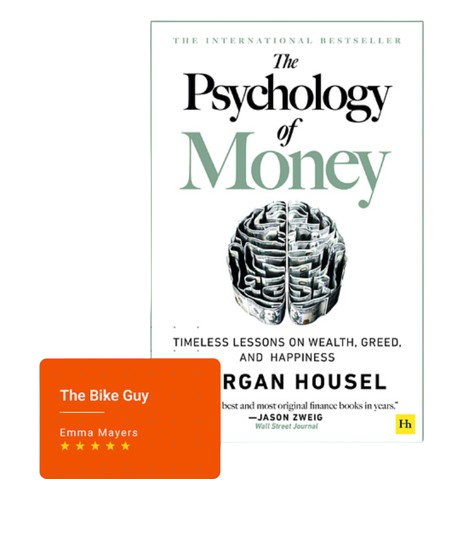 THE INTERNATIONAL BESTSELLER
The
Psychology
of
Money
TIMELESS LESSONS ON WEALTH, GREED,
AND HAPPINESS
RGAN HOUSEL
best and most original finance books in years.”
—JASON ZWEIG
Wall Street Journal
Hh
The Bike Guy
Emma Mayers